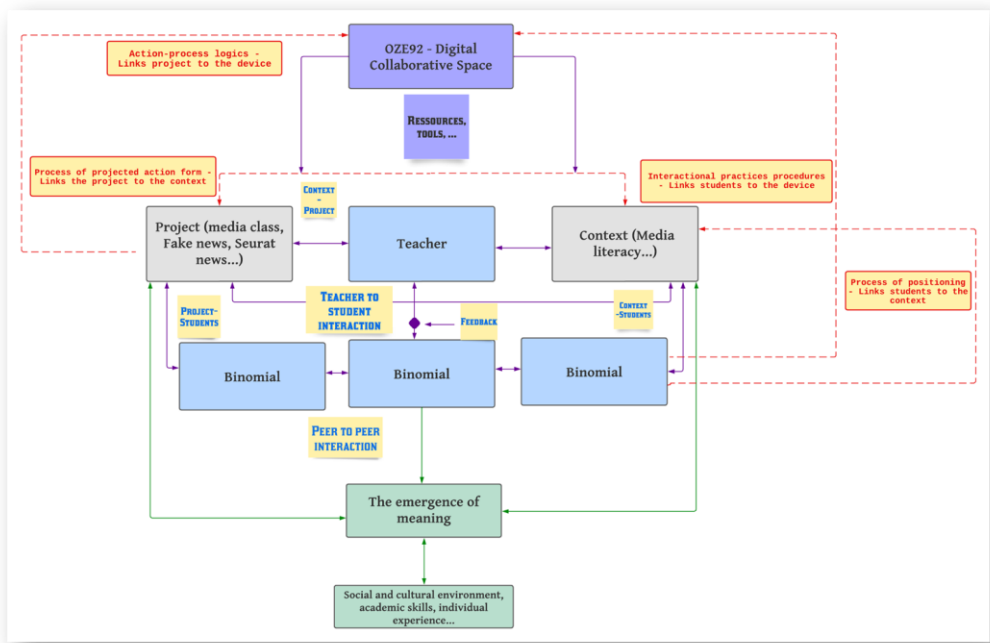 OZE92 - Digital
Collaborative Space
Action-process logics -
Links project to the device
Ressources,
tools, ...
Process of projected action form -
Links the project to the context
Interactional practices procedures
- Links students to the device
Context
-
Project
Project (media class,
Fake news, Seurat
news...)
Teacher
Context (Media
literacy...)
Process of positioning
- Links students to the
context
Teacher to
student
interaction
Project-
Students
Context
-Students
Feedback
Binomial
Binomial
Binomial
Peer to peer
interaction
The emergence of
meaning
Social and cultural environment,
academic skills, individual
experience...